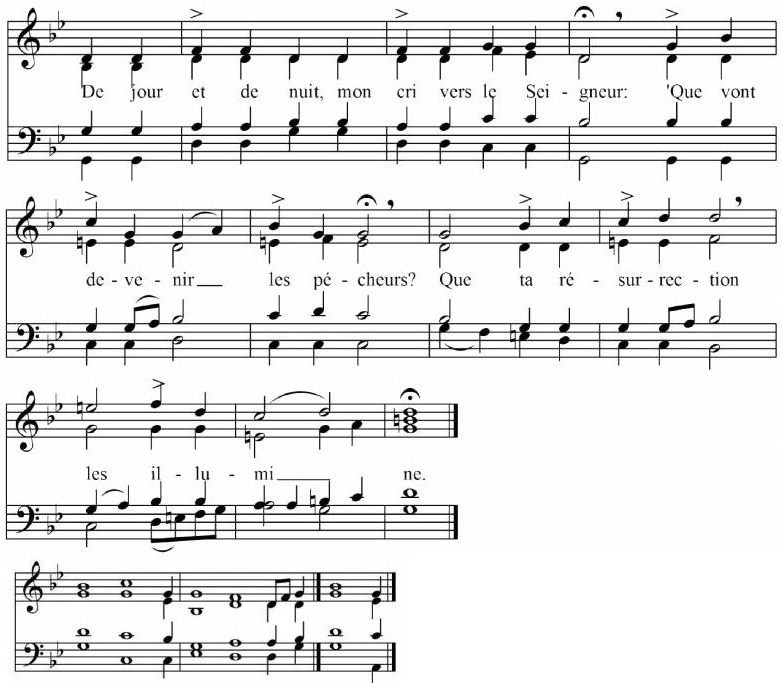 De jour et de nuit, mon cri vers le Sei - gneur: 'Que vont
de - ve - nir les pé - cheurs? Que ta ré - sur - rec - tion
les il - lu - mi ne.